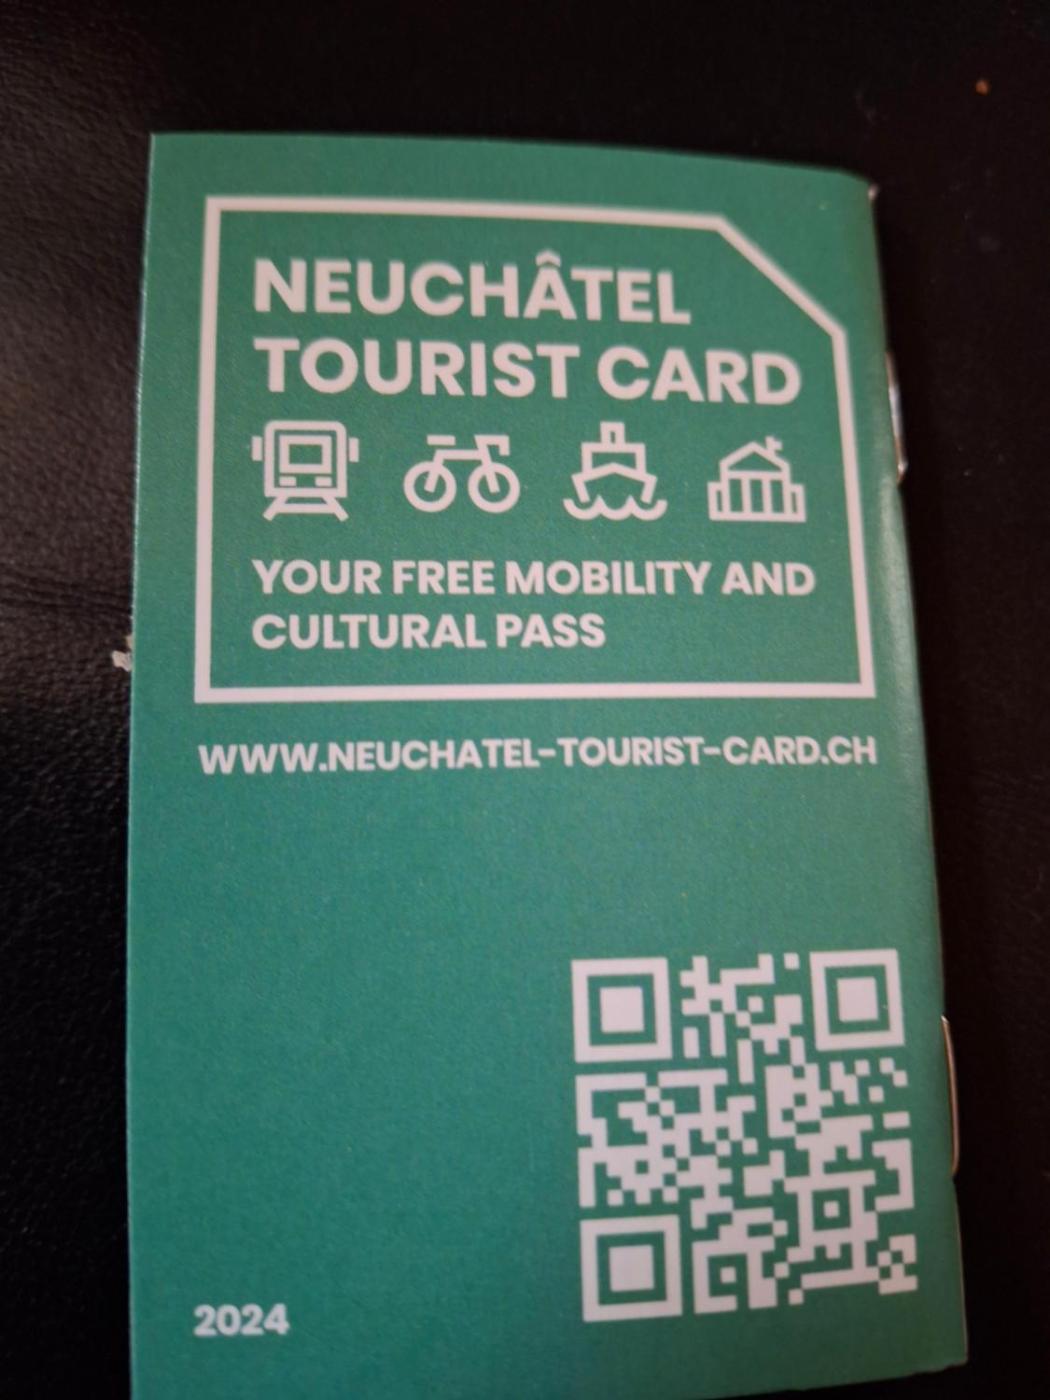 NEUCHÂTEL
TOURIST CARD
YOUR FREE MOBILITY AND
CULTURAL PASS
WWW.NEUCHATEL-TOURIST-CARD.CH
2024